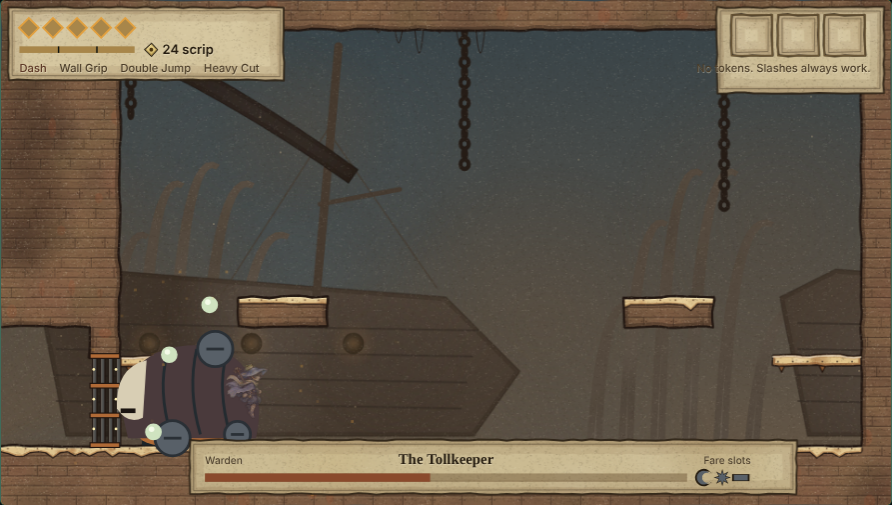 24 scrip
Dash Wall Grip Double Jump Heavy Cut
No tokens. Slashes always work.
Warden The Tollkeeper Fare slots